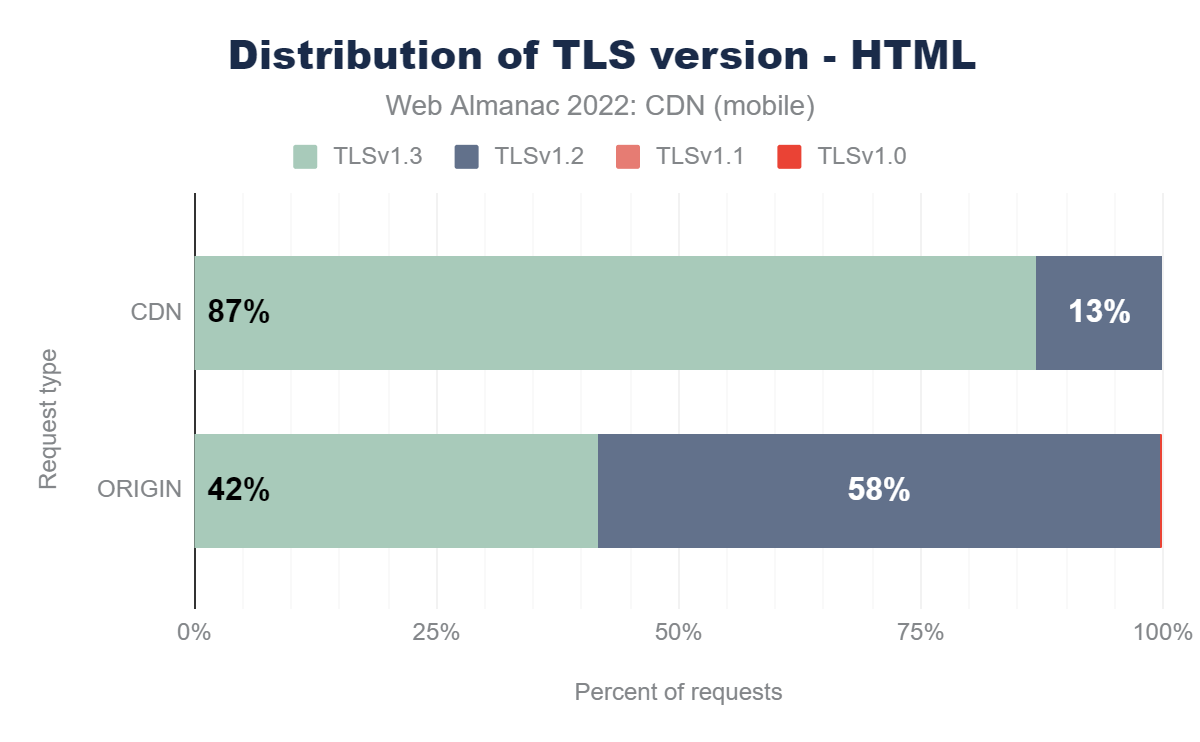 Distribution of TLS version - HTML
Web Almanac 2022: CDN (mobile)
TLSv1.3 TLSv1.2 TLSv1.1 TLSv1.0
Request type
CDN 87% 13%
ORIGIN 42% 58%
0% 25% 50% 75% 100%
Percent of requests